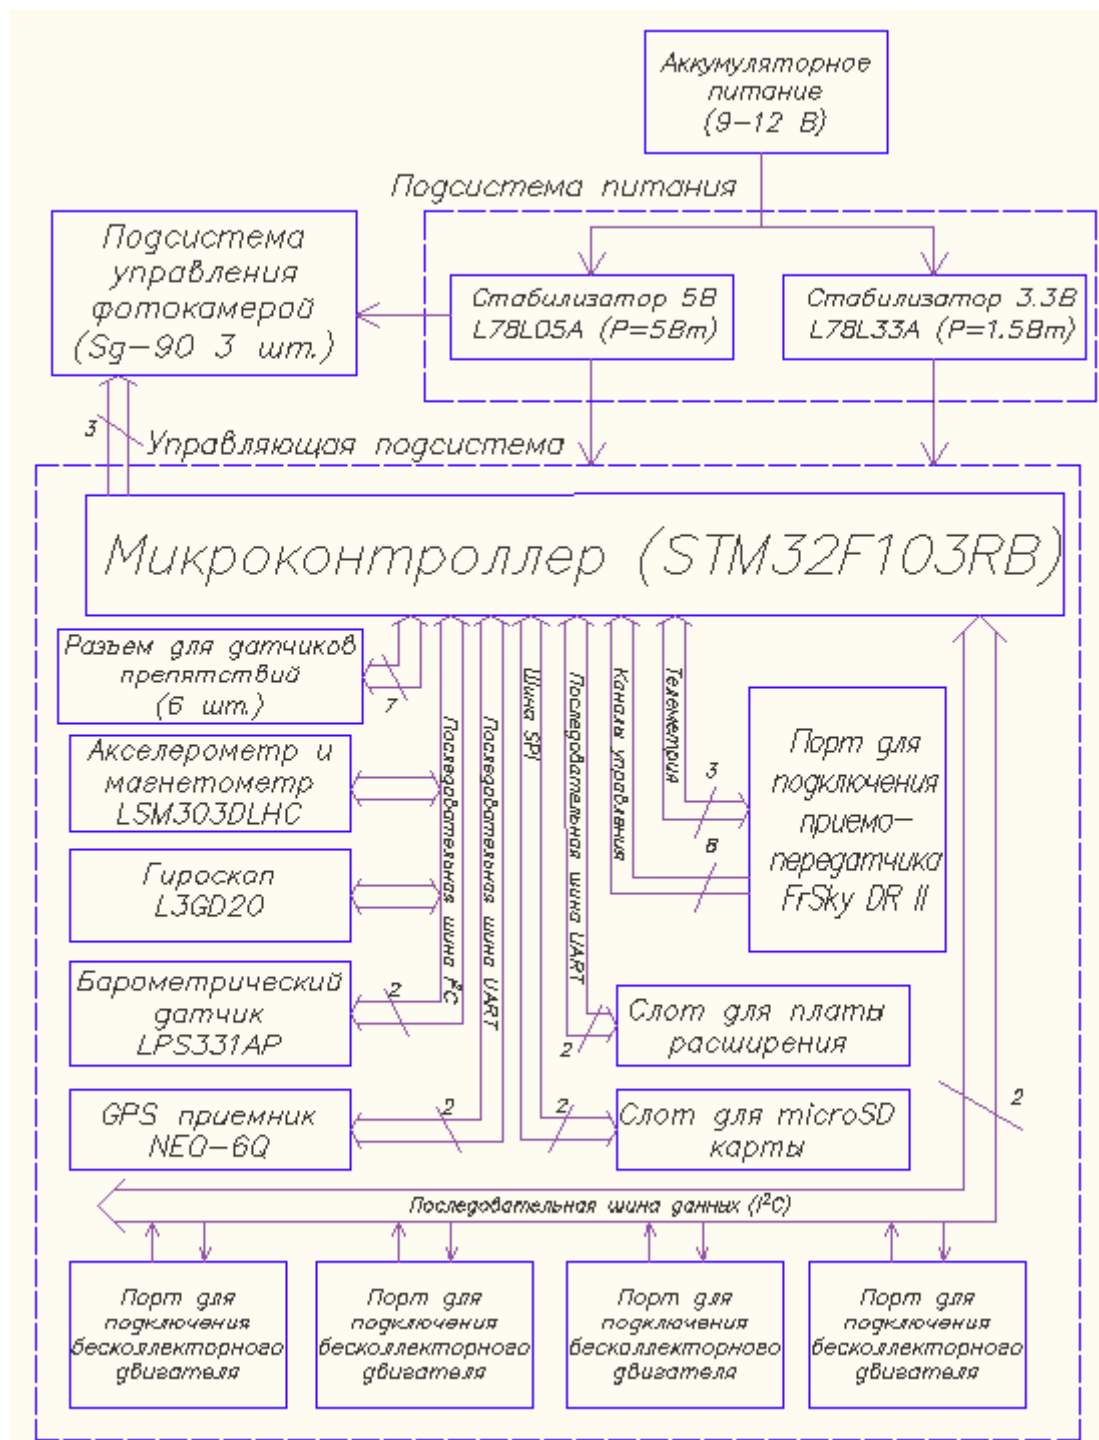 Аккумуляторное
питание
(9-12 В)
Подсистема питания
Подсистема
управления
фотокамерой
(Sg-90 3 шт.)
Стабилизатор 5В
L78L05A (P=5Вт)
Стабилизатор 3.3В
L78L33A (P=1.5Вт)
3
Управляющая подсистема
Микроконтроллер (STM32F103RB)
Разъем для датчиков
препятствий
(6 шт.)
7
Акселерометр и
магнетометр
LSM303DLHC
Гироскоп
L3GD20
Барометрический
датчик
LPS331AP
2
GPS приемник
NEO-6Q
2
Последовательная шина I²C
Последовательная шина UART
Шина SPI
Последовательная шина UART
Каналы управления
Телеметрия
3
8
Порт для
подключения
приемо-
передатчика
FrSky DR II
2
Слот для платы
расширения
2
Слот для microSD
карты
2
Последовательная шина данных (I²C)
Порт для
подключения
бесколлекторного
двигателя
Порт для
подключения
бесколлекторного
двигателя
Порт для
подключения
бесколлекторного
двигателя
Порт для
подключения
бесколлекторного
двигателя